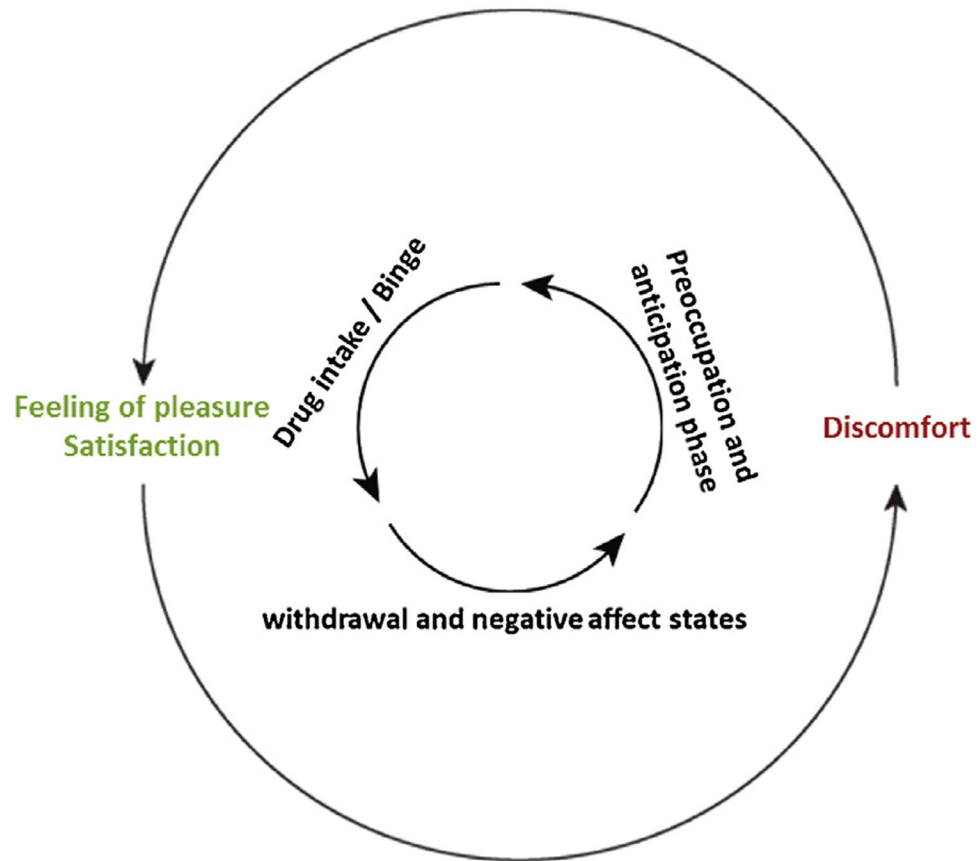 Drug intake / Binge
Preoccupation and
anticipation phase
Feeling of pleasure
Satisfaction
Discomfort
withdrawal and negative affect states